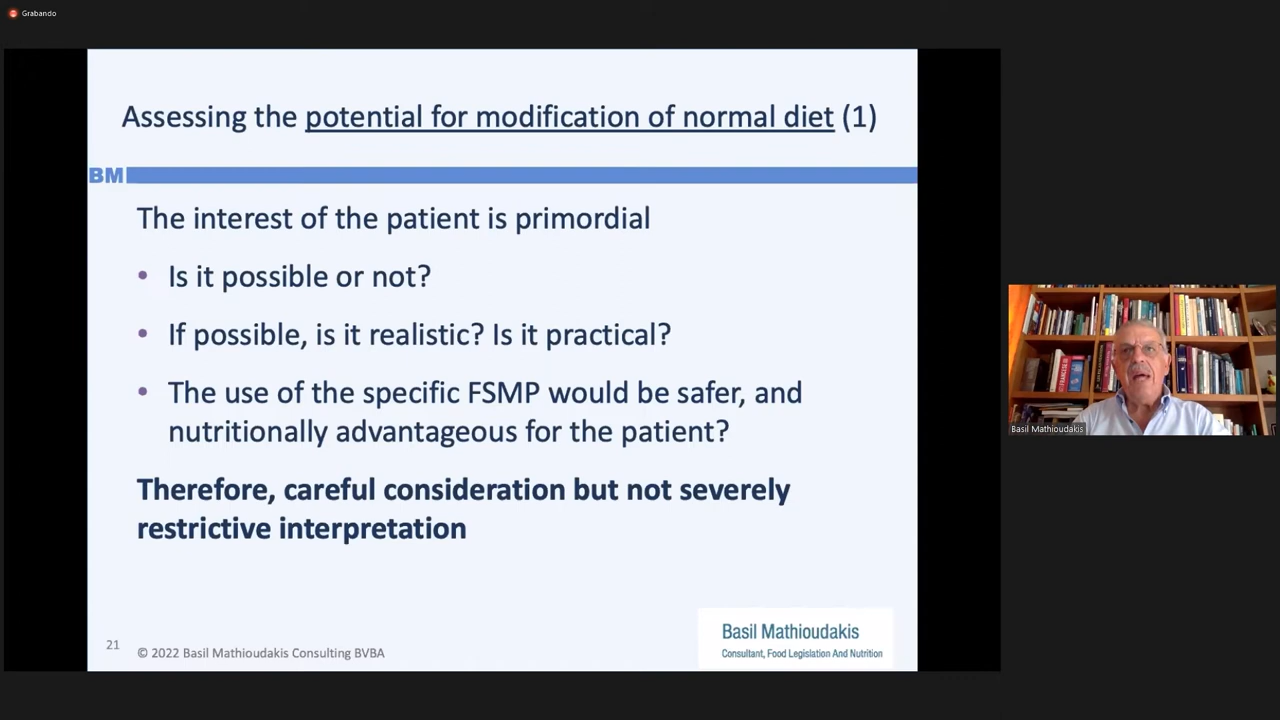 Grabando
Assessing the potential for modification of normal diet (1)
BM
The interest of the patient is primordial
• Is it possible or not?
• If possible, is it realistic? Is it practical?
• The use of the specific FSMP would be safer, and
nutritionally advantageous for the patient?
Therefore, careful consideration but not severely
restrictive interpretation
21
© 2022 Basil Mathioudakis Consulting BVBA
Basil Mathioudakis
Consultant, Food Legislation And Nutrition
Basil Mathioudakis